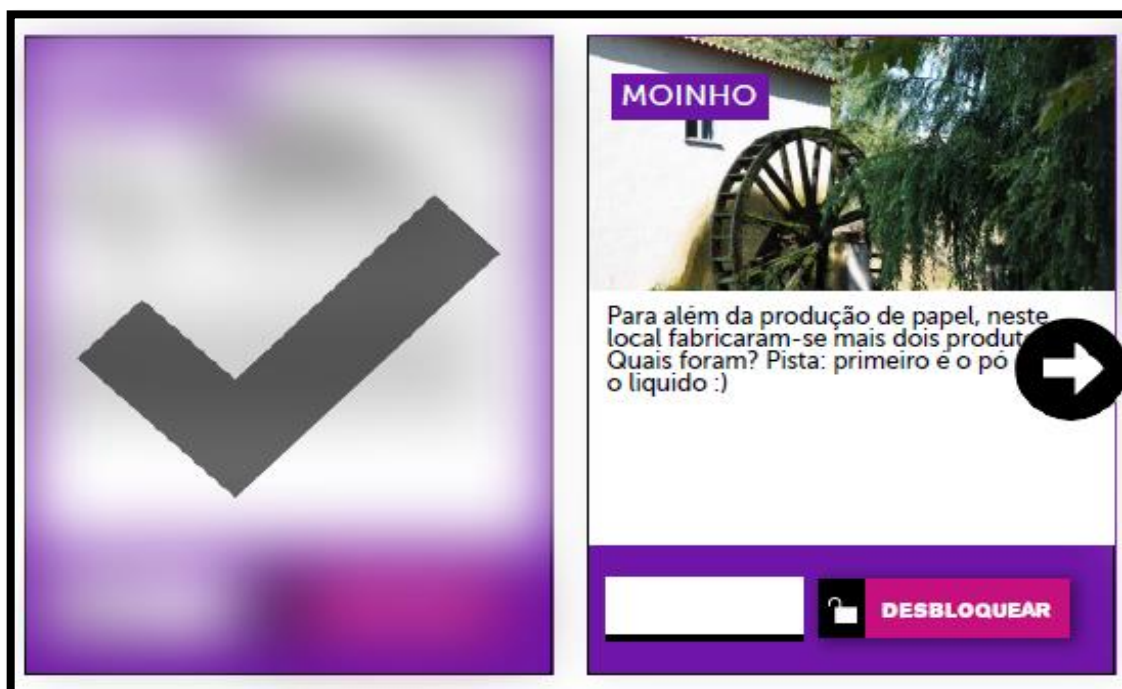 MOINHO
Para além da produção de papel, neste
local fabricaram-se mais dois
Quais foram? Pista: primeiro é o pó
o liquido :)
DESBLOQUEAR